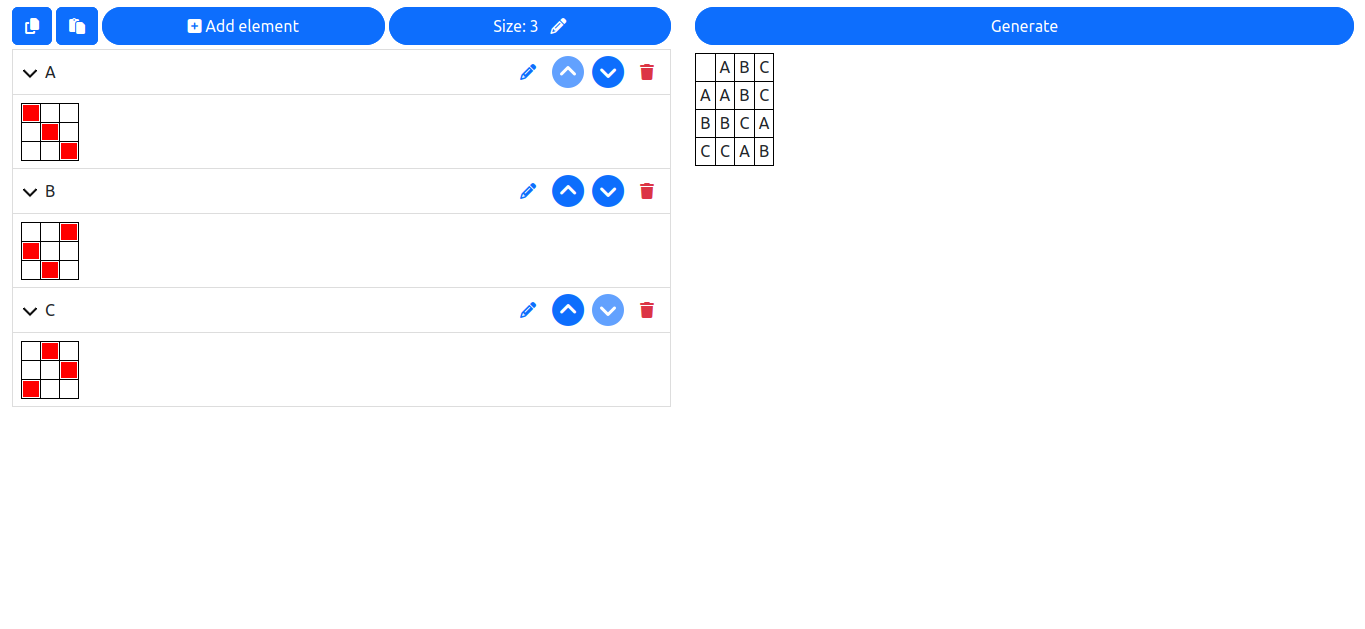 Add element
Size: 3
Generate
A
B
C
A B C
A A B C
B B C A
C C A B